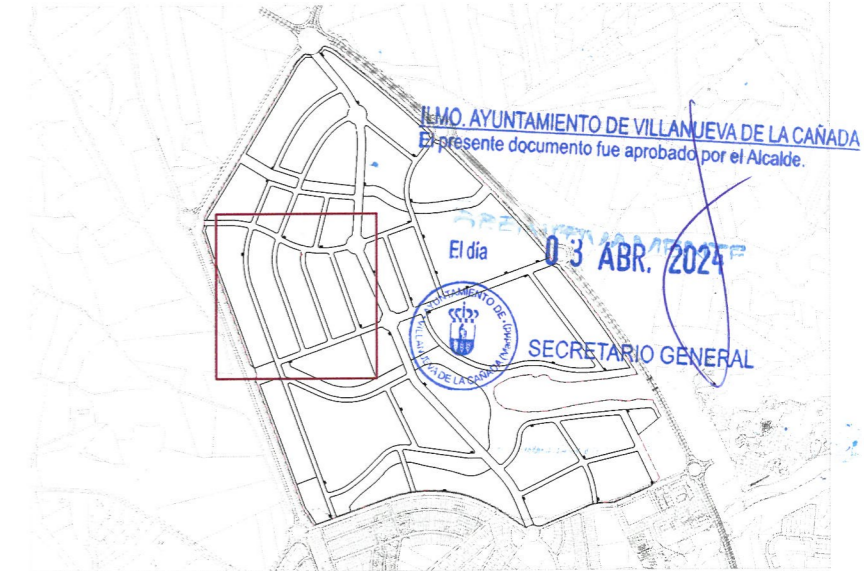 ILMO. AYUNTAMIENTO DE VILLANUEVA DE LA CAÑADA
El presente documento fue aprobado por el Alcalde.
El día
03 ABR. 2024
AYUNTAMIENTO DE VILLANUEVA DE LA CAÑADA (Madrid)
SECRETARIO GENERAL